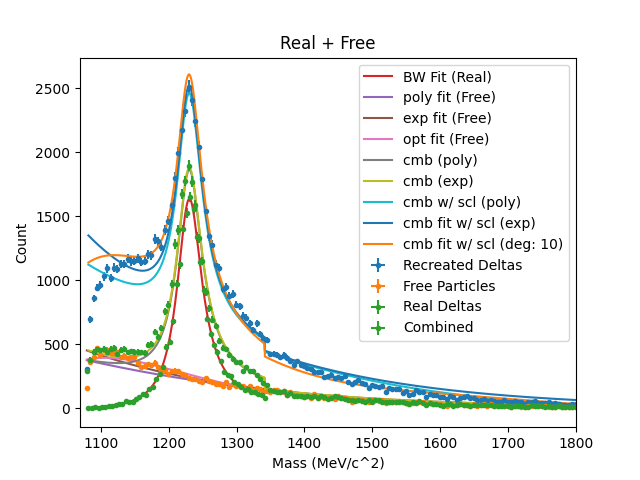 Real + Free
2500
2000
1500
1000
500
0
Count
1100
1200
1300
1400
1500
1600
1700
1800
Mass (MeV/c^2)
BW Fit (Real)
poly fit (Free)
exp fit (Free)
opt fit (Free)
cmb (poly)
cmb (exp)
cmb w/ scl (poly)
cmb fit w/ scl (exp)
cmb fit w/ scl (deg: 10)
Recreated Deltas
Free Particles
Real Deltas
Combined